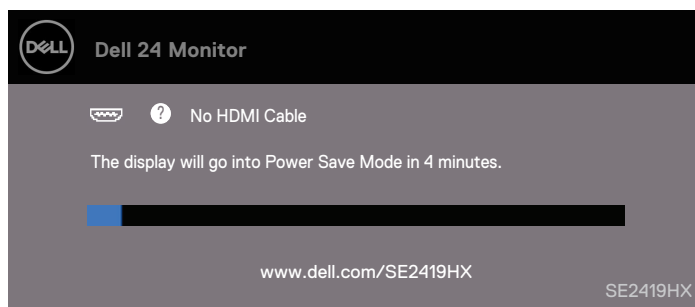 DELL
Dell 24 Monitor
? No HDMI Cable
The display will go into Power Save Mode in 4 minutes.
www.dell.com/SE2419HX
SE2419HX